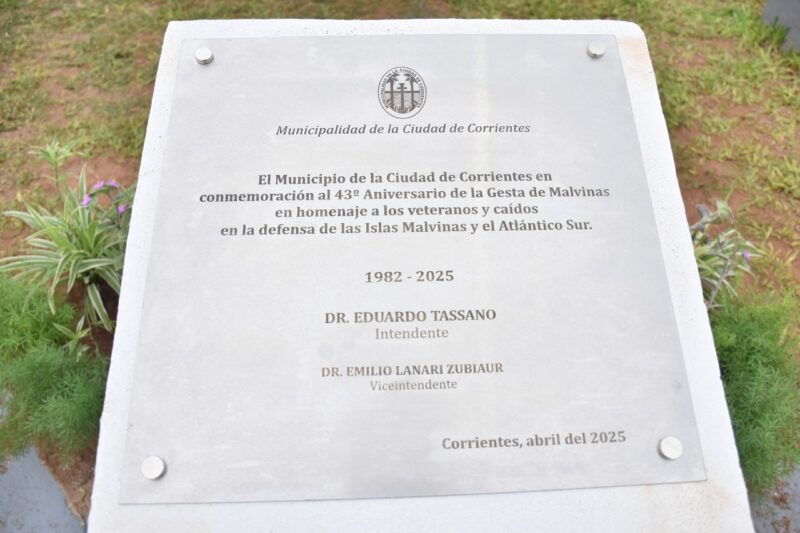 Municipalidad de la Ciudad de Corrientes
El Municipio de la Ciudad de Corrientes en
conmemoración al 43º Aniversario de la Gesta de Malvinas
en homenaje a los veteranos y caídos
en la defensa de las Islas Malvinas y el Atlántico Sur.
1982 - 2025
DR. EDUARDO TASSANO
Intendente
DR. EMILIO LANARI ZUBIAUR
Viceintendente
Corrientes, abril del 2025